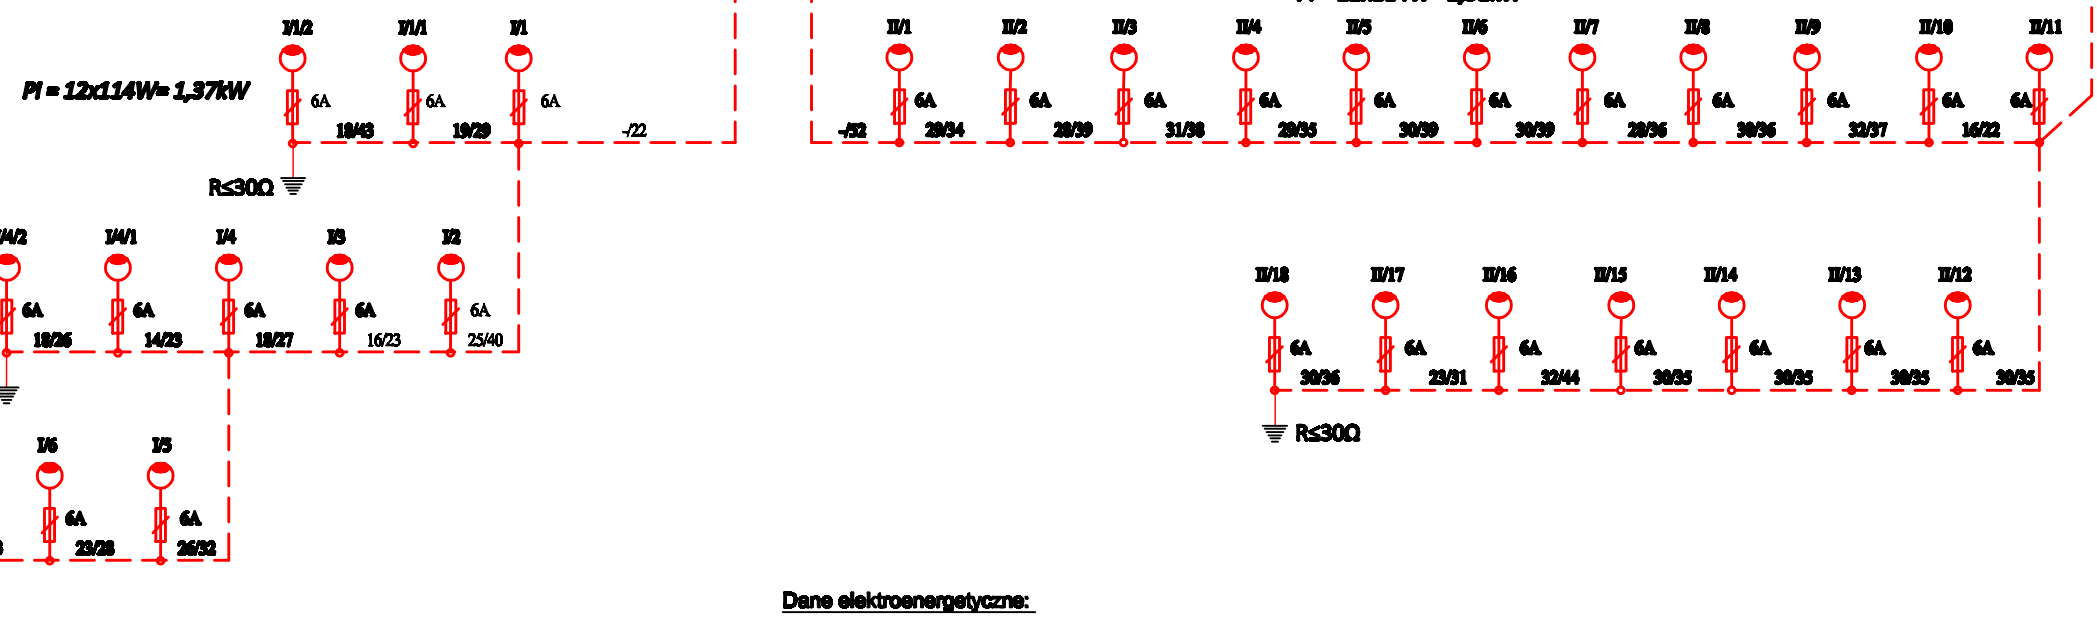 I/1/2 I/1/1 I/1 II/1 II/2 II/3 II/4 II/5 II/6 II/7 II/8 II/9 II/10 II/11
Pi = 12x114W= 1,37kW
6A 6A 6A 6A 6A 6A 6A 6A 6A 6A 6A 6A 6A 6A
18/43 19/29 -/22 -/32 29/34 28/39 31/38 29/35 30/39 30/39 28/36 30/36 32/37 16/22
R≤30Ω
/4/2 I/4/1 I/4 I/3 I/2
6A 6A 6A 6A 6A
18/26 14/23 18/27 16/23 25/40
II/18 II/17 II/16 II/15 II/14 II/13 II/12
6A 6A 6A 6A 6A 6A 6A
30/36 23/31 32/44 30/35 30/35 30/35 30/35
R≤30Ω
I/6 I/5
6A 6A
23/28 26/32
Dane elektroenergetyczne: